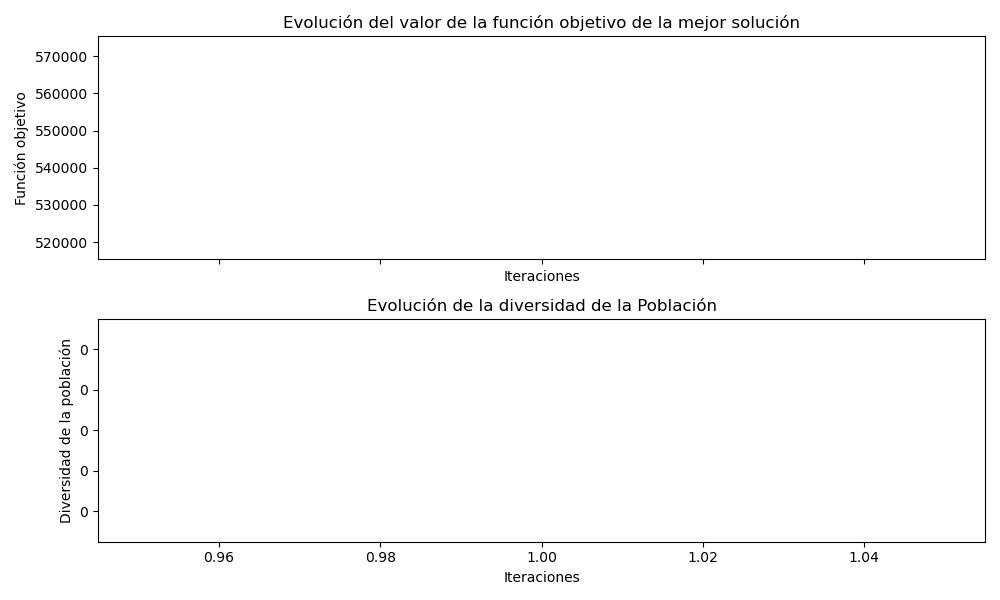 Evolución del valor de la función objetivo de la mejor solución
Función objetivo
570000
560000
550000
540000
530000
520000
Iteraciones
Evolución de la diversidad de la Población
Diversidad de la población
0
0
0
0
0
0.96 0.98 1.00 1.02 1.04
Iteraciones